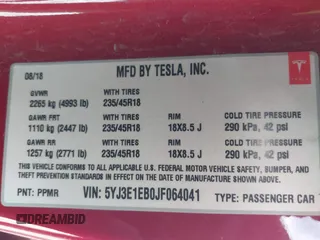 08/18
MFD BY TESLA, INC.
TESLA
GVWR WITH TIRES
2265 kg (4993 lb) 235/45R18
GAWR FRT WITH TIRES RIM COLD TIRE PRESSURE
1110 kg (2447 lb) 235/45R18 18X8.5 J 290 kPa, 42 psi
GAWR RR WITH TIRES RIM COLD TIRE PRESSURE
1257 kg (2771 lb) 235/45R18 18X8.5 J 290 kPa, 42 psi
THIS VEHICLE CONFORMS TO ALL APPLICABLE
U.S. FEDERAL MOTOR VEHICLE SAFETY, BUMPER, AND
THEFT PREVENTION STANDARDS IN EFFECT ON THE
DATE OF MANUFACTURE SHOWN ABOVE.
PNT: PPMR VIN: 5YJ3E1EB0JF064041 TYPE: PASSENGER CAR
DREAMBID